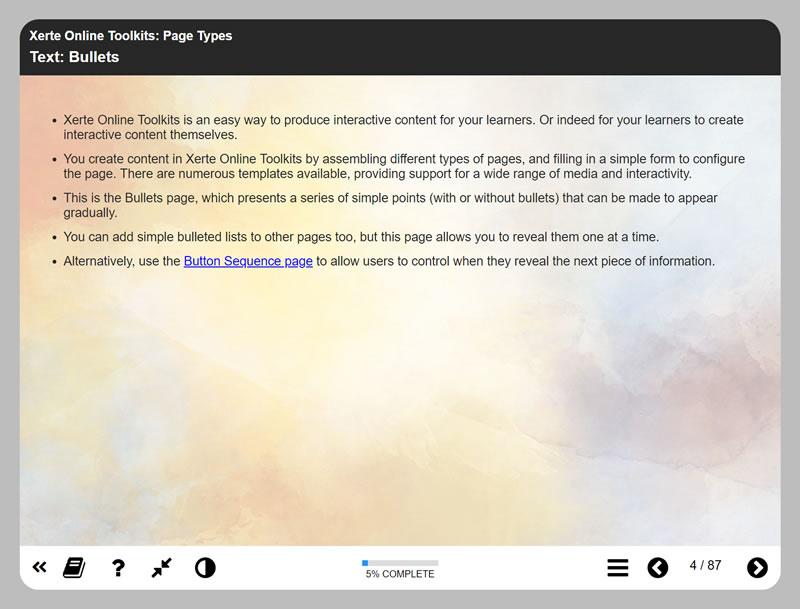 Xerte Online Toolkits: Page Types
Text: Bullets
• Xerte Online Toolkits is an easy way to produce interactive content for your learners. Or indeed for your learners to create
interactive content themselves.
• You create content in Xerte Online Toolkits by assembling different types of pages, and filling in a simple form to configure
the page. There are numerous templates available, providing support for a wide range of media and interactivity.
• This is the Bullets page, which presents a series of simple points (with or without bullets) that can be made to appear
gradually.
• You can add simple bulleted lists to other pages too, but this page allows you to reveal them one at a time.
• Alternatively, use the Button Sequence page to allow users to control when they reveal the next piece of information.
5% COMPLETE
4 / 87